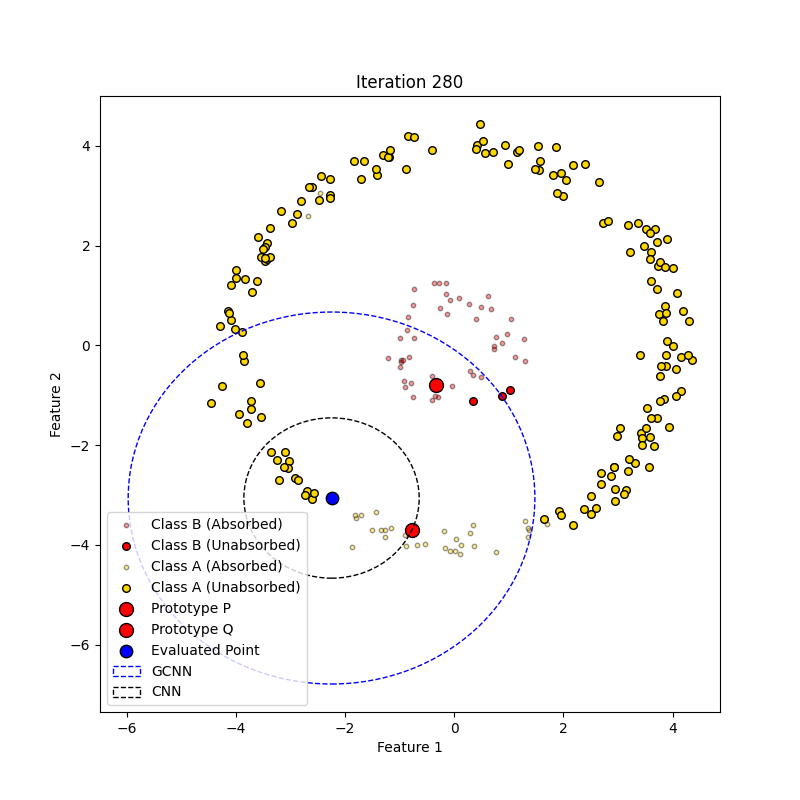 Iteration 280
Feature 2
4
2
0
−2
−4
−6
Class B (Absorbed)
Class B (Unabsorbed)
Class A (Absorbed)
Class A (Unabsorbed)
Prototype P
Prototype Q
Evaluated Point
GCNN
CNN
−6 −4 −2 0 2 4
Feature 1